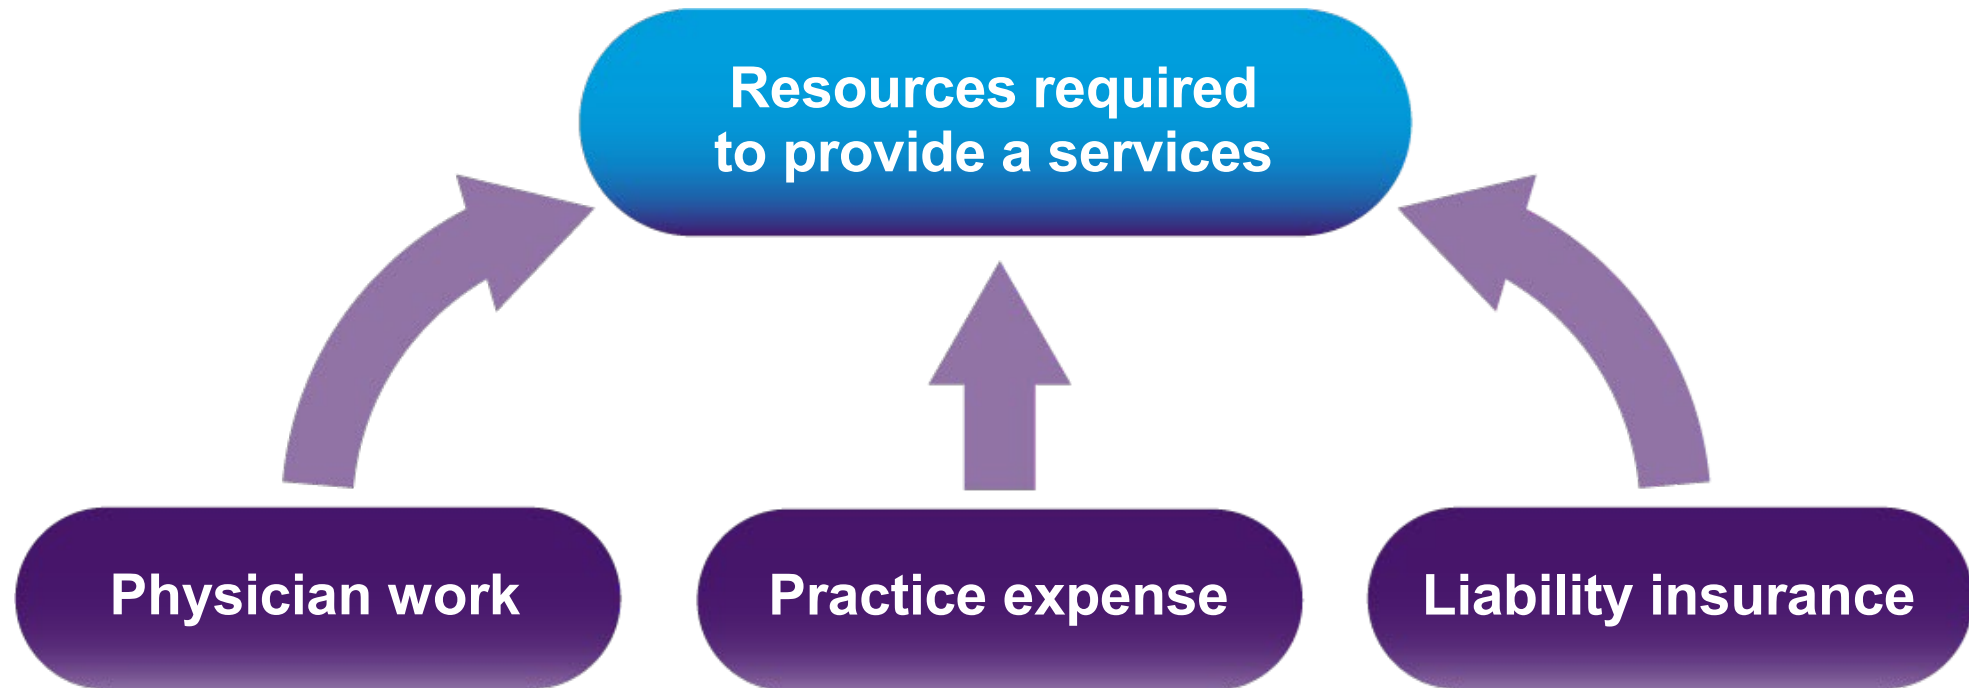 Resources required
to provide a services
Physician work
Practice expense
Liability insurance